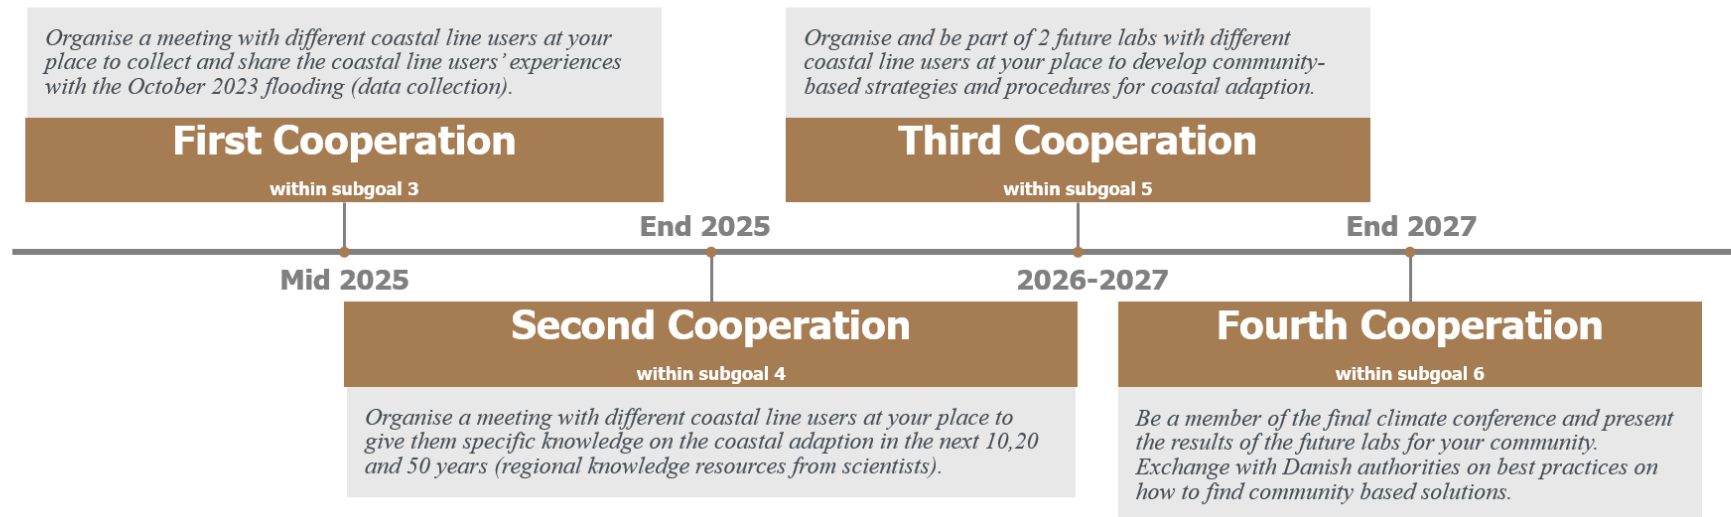 Organise a meeting with different coastal line users at your
place to collect and share the coastal line users’ experiences
with the October 2023 flooding (data collection).
First Cooperation
within subgoal 3
Mid 2025
End 2025
Second Cooperation
within subgoal 4
Organise a meeting with different coastal line users at your place to
give them specific knowledge on the coastal adaption in the next 10,20
and 50 years (regional knowledge resources from scientists).
Organise and be part of 2 future labs with different
coastal line users at your place to develop community-
based strategies and procedures for coastal adaption.
Third Cooperation
within subgoal 5
2026-2027
End 2027
Fourth Cooperation
within subgoal 6
Be a member of the final climate conference and present
the results of the future labs for your community.
Exchange with Danish authorities on best practices on
how to find community based solutions.